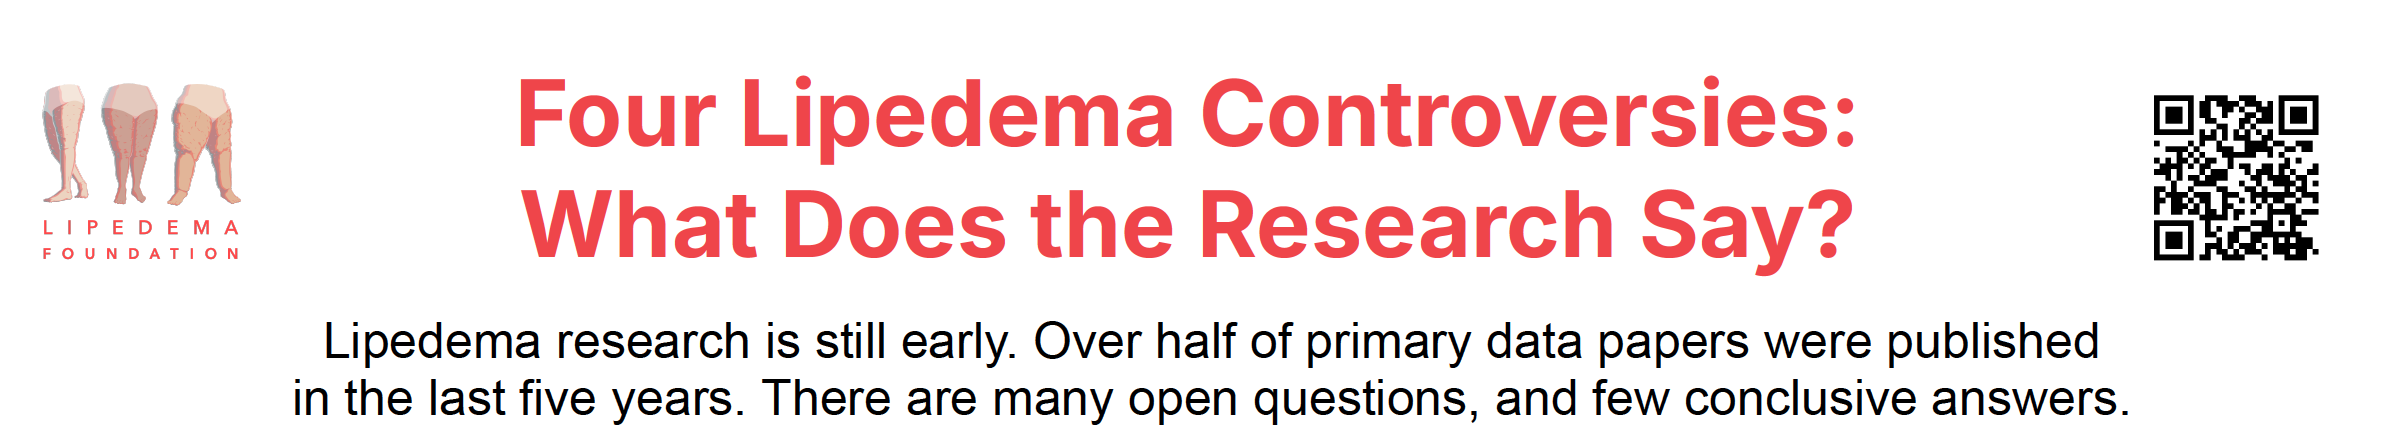 Four Lipedema Controversies:
What Does the Research Say?
LIPEDEMA
FOUNDATION
Lipedema research is still early. Over half of primary data papers were published
in the last five years. There are many open questions, and few conclusive answers.